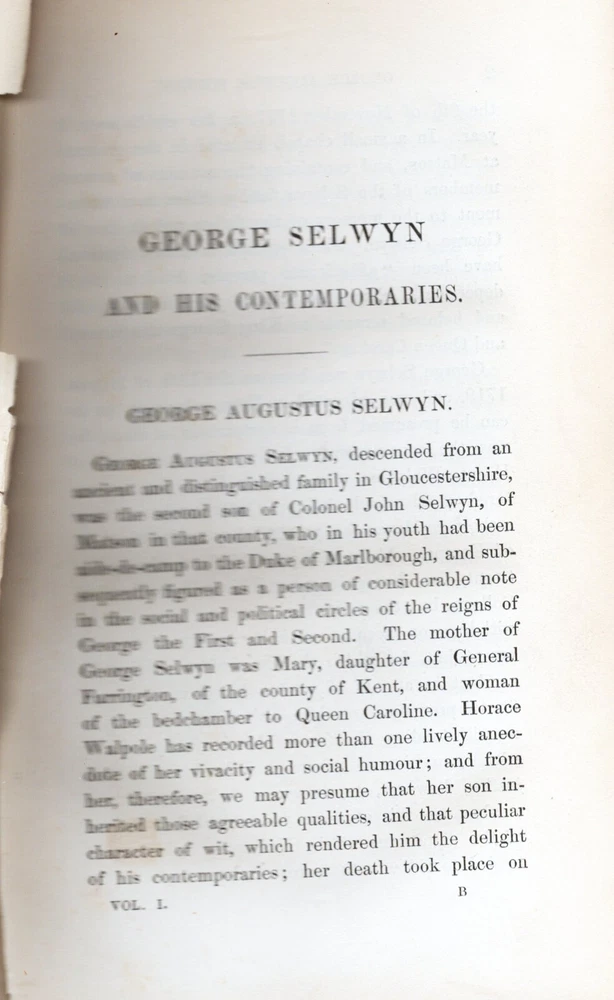 GEORGE SELWYN
AND HIS CONTEMPORARIES.
GEORGE AUGUSTUS SELWYN.
George Augustus Selwyn, descended from an
ancient and distinguished family in Gloucestershire,
was the second son of Colonel John Selwyn, of
Matson in that county, who in his youth had been
aide-de-camp to the Duke of Marlborough, and sub-
sequently figured as a person of considerable note
in the social and political circles of the reigns of
George the First and Second. The mother of
George Selwyn was Mary, daughter of General
Farrington, of the county of Kent, and woman
of the bedchamber to Queen Caroline. Horace
Walpole has recorded more than one lively anec-
dote of her vivacity and social humour; and from
her, therefore, we may presume that her son in-
herited those agreeable qualities, and that peculiar
character of wit, which rendered him the delight
of his contemporaries; her death took place on
VOL. I. B